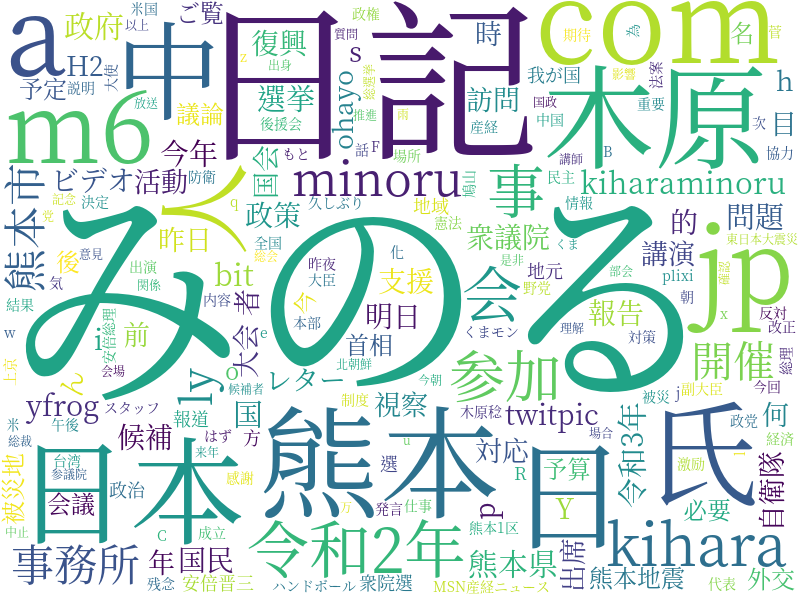 米国 以上 政権 質問 管
大使 政府 ご覧 z 出身 為
a H2 中 復興 s 時 com 期待 名
予定 説明 日記 選挙 総選挙 影響 法案
放送 議論 後援会 ohayo 訪問 我が国 国政 重要 h
m6 今年 推進 雨 産経 中国 次 目
もと 話 F 場所 木原 協力
国会 minoru 講師 B
ビデオ 活動 防衛 鳩山 民主 kiharaminoru
熊本市 党 記念 決定 人 q 政策 久しぶり 地域 事 情報 的 問題
昨日 全国 憲法 衆議院 東日本大震災
後 意見 出演 総会 昨夜 化 くま 講演 jp
気 関係 bit 者 大臣 支援 野党 是非 地元 plixi 朝 確認
みのる
結果 安倍総理 内容 今 本部 会 部会 報告 反対 改正
w i 前 大会 e 明日 くまモン 理解 対策 x 総理
上京 会場 o 北朝鮮 首相 参加 開催
ん ly 候補者 レター 今朝 被災 j 副大臣 今回
yfrog スタッフ 国 制度 視察 木原稔 twitpic 場合 政党 何
米 総裁 午後 候補 報道 はず 方 熊本 u 対応 日 氏 経済
被災地 台湾 参議院 日本 来年 選 R 予算 令和3年 激励 l
会議 政治 感謝 万 発言 仕事 p Y 必要 自衛隊
中止 C 成立 令和2年 熊本1区 kihara
事務所 年 国民 熊本県 出席
残念 安倍晋三 ハンドボール 衆院選 MSN産経ニュース 熊本地震 代表 外交